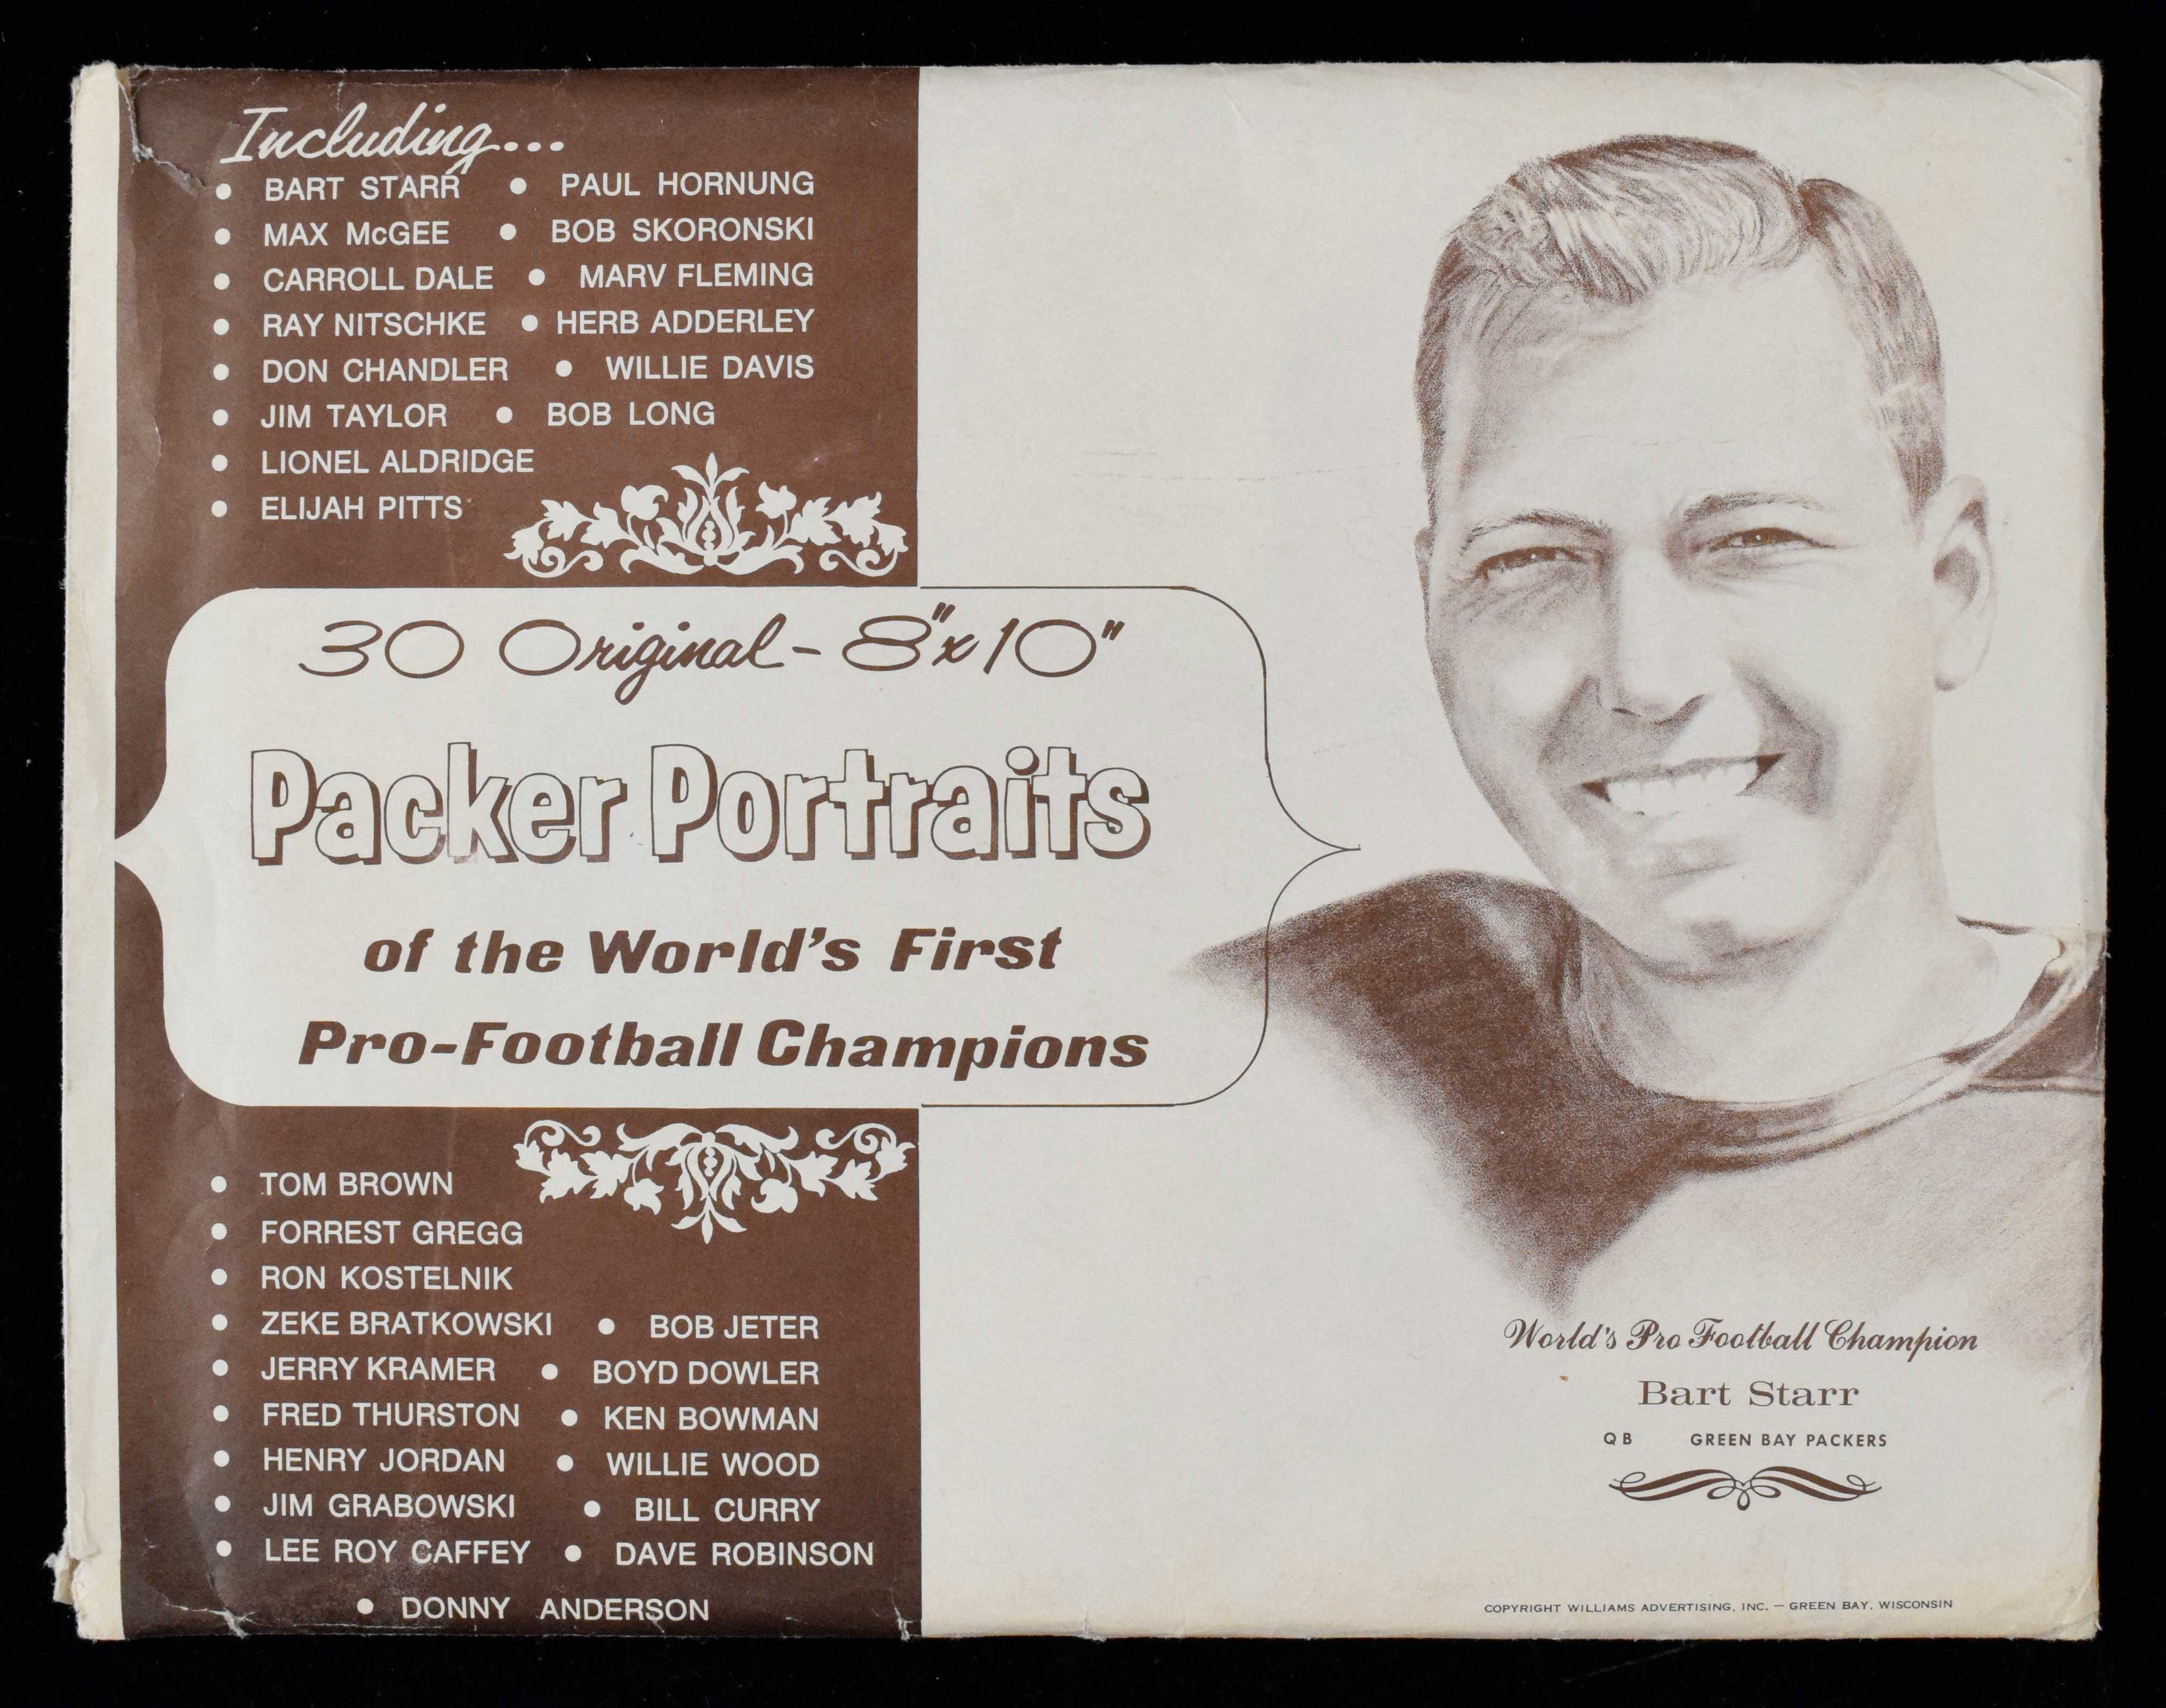 Including...
• BART STARR • PAUL HORNUNG
• MAX McGEE • BOB SKORONSKI
• CARROLL DALE • MARV FLEMING
• RAY NITSCHKE • HERB ADDERLEY
• DON CHANDLER • WILLIE DAVIS
• JIM TAYLOR • BOB LONG
• LIONEL ALDRIDGE
• ELIJAH PITTS
30 Original - 8"x10"
Packer Portraits
of the World's First
Pro-Football Champions
• TOM BROWN
• FORREST GREGG
• RON KOSTELNIK
• ZEKE BRATKOWSKI • BOB JETER
• JERRY KRAMER • BOYD DOWLER
• FRED THURSTON • KEN BOWMAN
• HENRY JORDAN • WILLIE WOOD
• JIM GRABOWSKI • BILL CURRY
• LEE ROY CAFFEY • DAVE ROBINSON
• DONNY ANDERSON
World's Pro Football Champion
Bart Starr
QB GREEN BAY PACKERS
COPYRIGHT WILLIAMS ADVERTISING, INC. — GREEN BAY, WISCONSIN